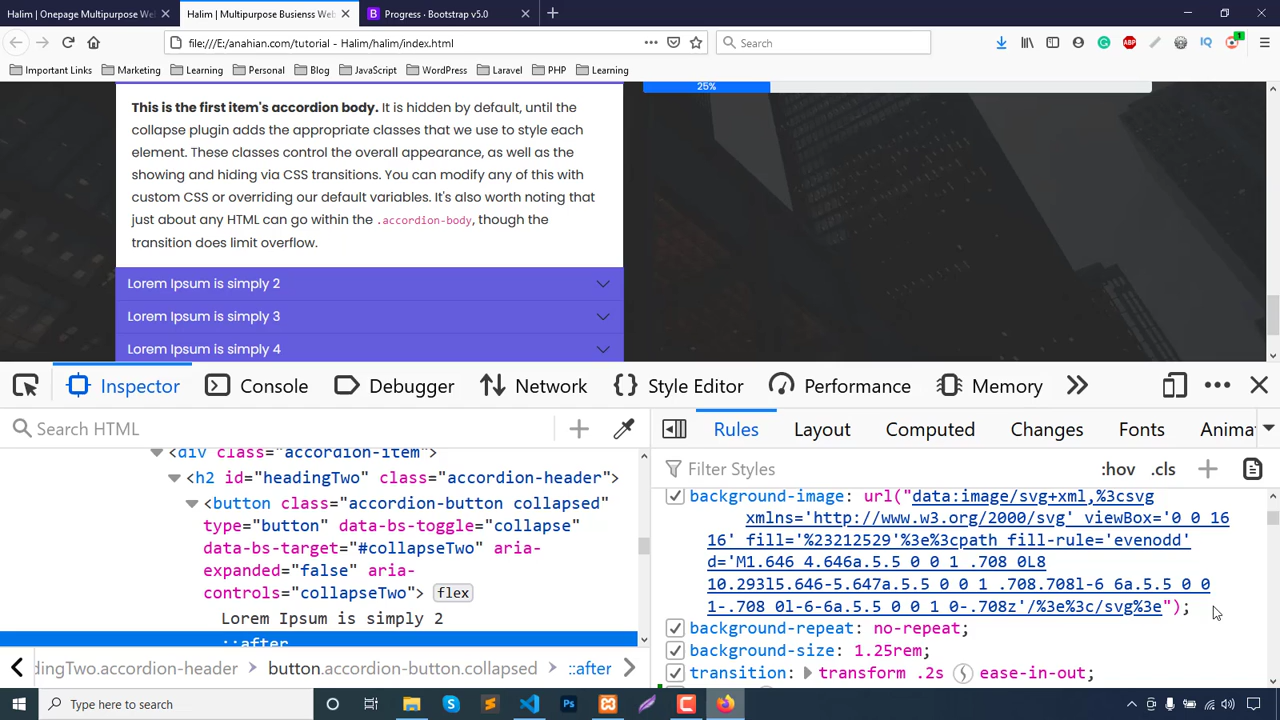 Halim | Onepage Multipurpose We
Halim | Multipurpose Busienss Web
Progress · Bootstrap v5.0
file:///E:/anahian.com/tutorial - Halim/halim/index.html
Search
Important Links
Marketing
Learning
Personal
Blog
JavaScript
WordPress
Laravel
PHP
Learning
25%
This is the first item's accordion body. It is hidden by default, until the
collapse plugin adds the appropriate classes that we use to style each
element. These classes control the overall appearance, as well as the
showing and hiding via CSS transitions. You can modify any of this with
custom CSS or overriding our default variables. It's also worth noting that
just about any HTML can go within the .accordion-body, though the
transition does limit overflow.
Lorem Ipsum is simply 2
Lorem Ipsum is simply 3
Lorem Ipsum is simply 4
Inspector
Console
Debugger
Network
Style Editor
Performance
Memory
Search HTML
Rules
Layout
Computed
Changes
Fonts
Anima
<div class="accordion-item">
<h2 id="headingTwo" class="accordion-header">
<button class="accordion-button collapsed"
type="button" data-bs-toggle="collapse"
data-bs-target="#collapseTwo" aria-
expanded="false" aria-
controls="collapseTwo">
flex
Lorem Ipsum is simply 2
::after
dingTwo.accordion-header
button.accordion-button.collapsed
::after
Filter Styles
:hov
.cls
background-image: url("data:image/svg+xml,%3csvg
xmlns='http://www.w3.org/2000/svg' viewBox='0 0 16
16' fill='%23212529'%3e%3cpath fill-rule='evenodd'
d='M1.646 4.646a.5.5 0 0 1 .708 0L8
10.293l5.646-5.647a.5.5 0 0 1 .708.708l-6 6a.5.5 0 0
1-.708 0l-6-6a.5.5 0 0 1 0-.708z'/%3e%3c/svg%3e");
background-repeat: no-repeat;
background-size: 1.25rem;
transition: transform .2s ease-in-out;
Type here to search